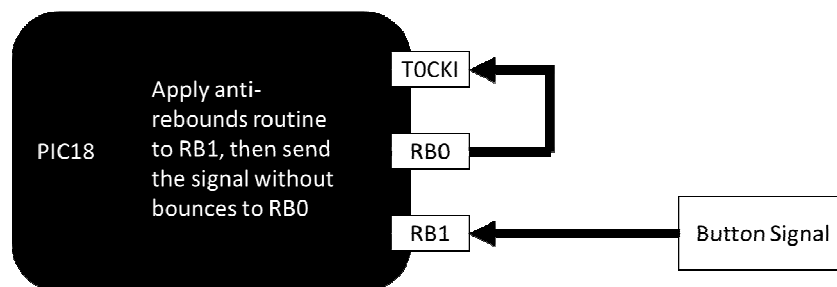 T0CKI
Apply anti-
rebounds routine
to RB1, then send
the signal without
bounces to RB0
PIC18
RB0
RB1
Button Signal